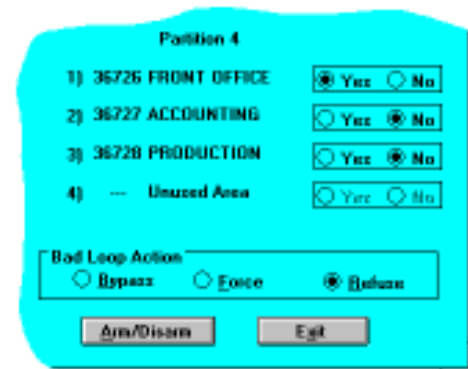 Partition 4
1) 36726 FRONT OFFICE Yes No
2) 36727 ACCOUNTING Yes No
3) 36728 PRODUCTION Yes No
4) --- Unused Area Yes No
Bad Loop Action
Bypass Force Refuse
Arm/Disarm Exit